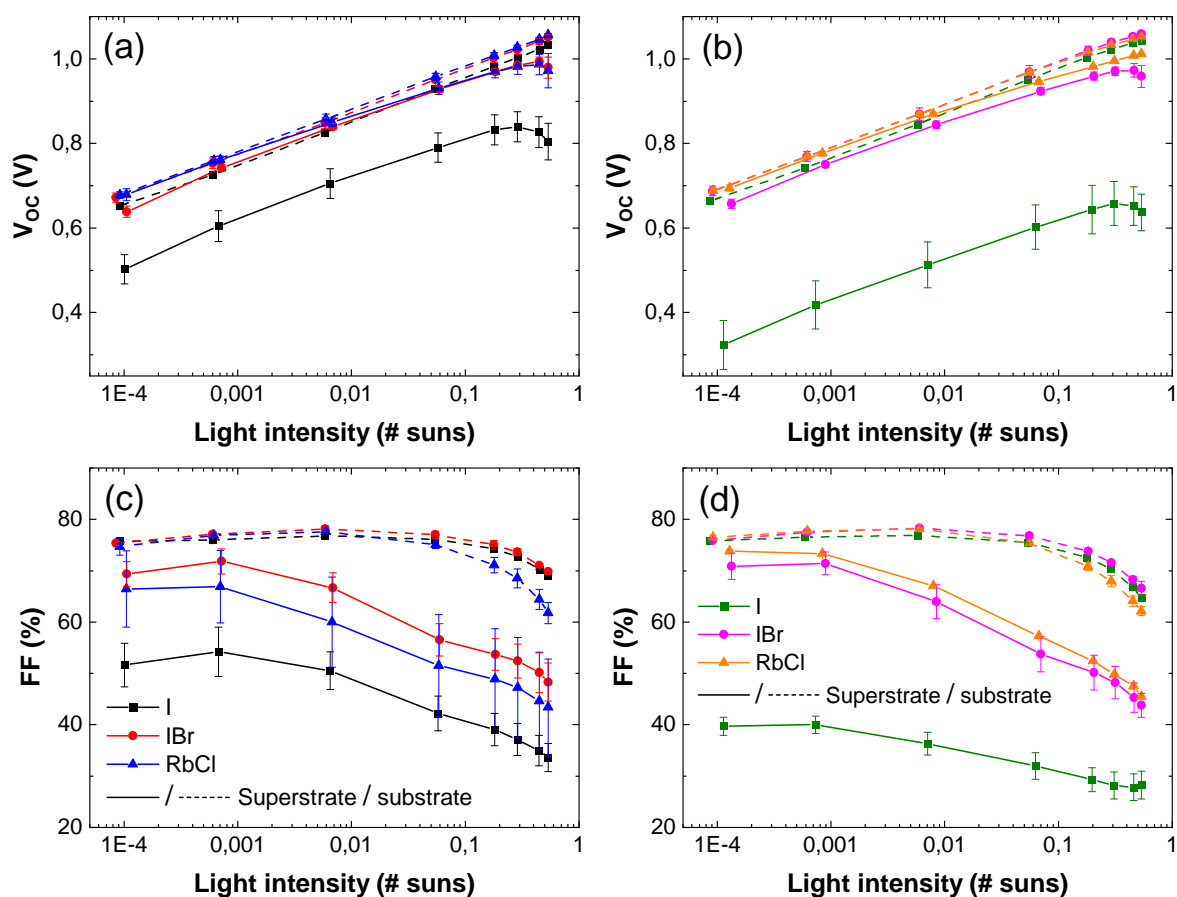 (a)
1,0
0,8
0,6
0,4
V_OC (V)
1E-4 0,001 0,01 0,1 1
Light intensity (# suns)
(b)
1,0
0,8
0,6
0,4
V_OC (V)
1E-4 0,001 0,01 0,1 1
Light intensity (# suns)
(c)
80
60
40
20
FF (%)
I
IBr
RbCl
/ Superstrate / substrate
1E-4 0,001 0,01 0,1 1
Light intensity (# suns)
(d)
80
60
40
20
FF (%)
I
IBr
RbCl
/ Superstrate / substrate
1E-4 0,001 0,01 0,1 1
Light intensity (# suns)